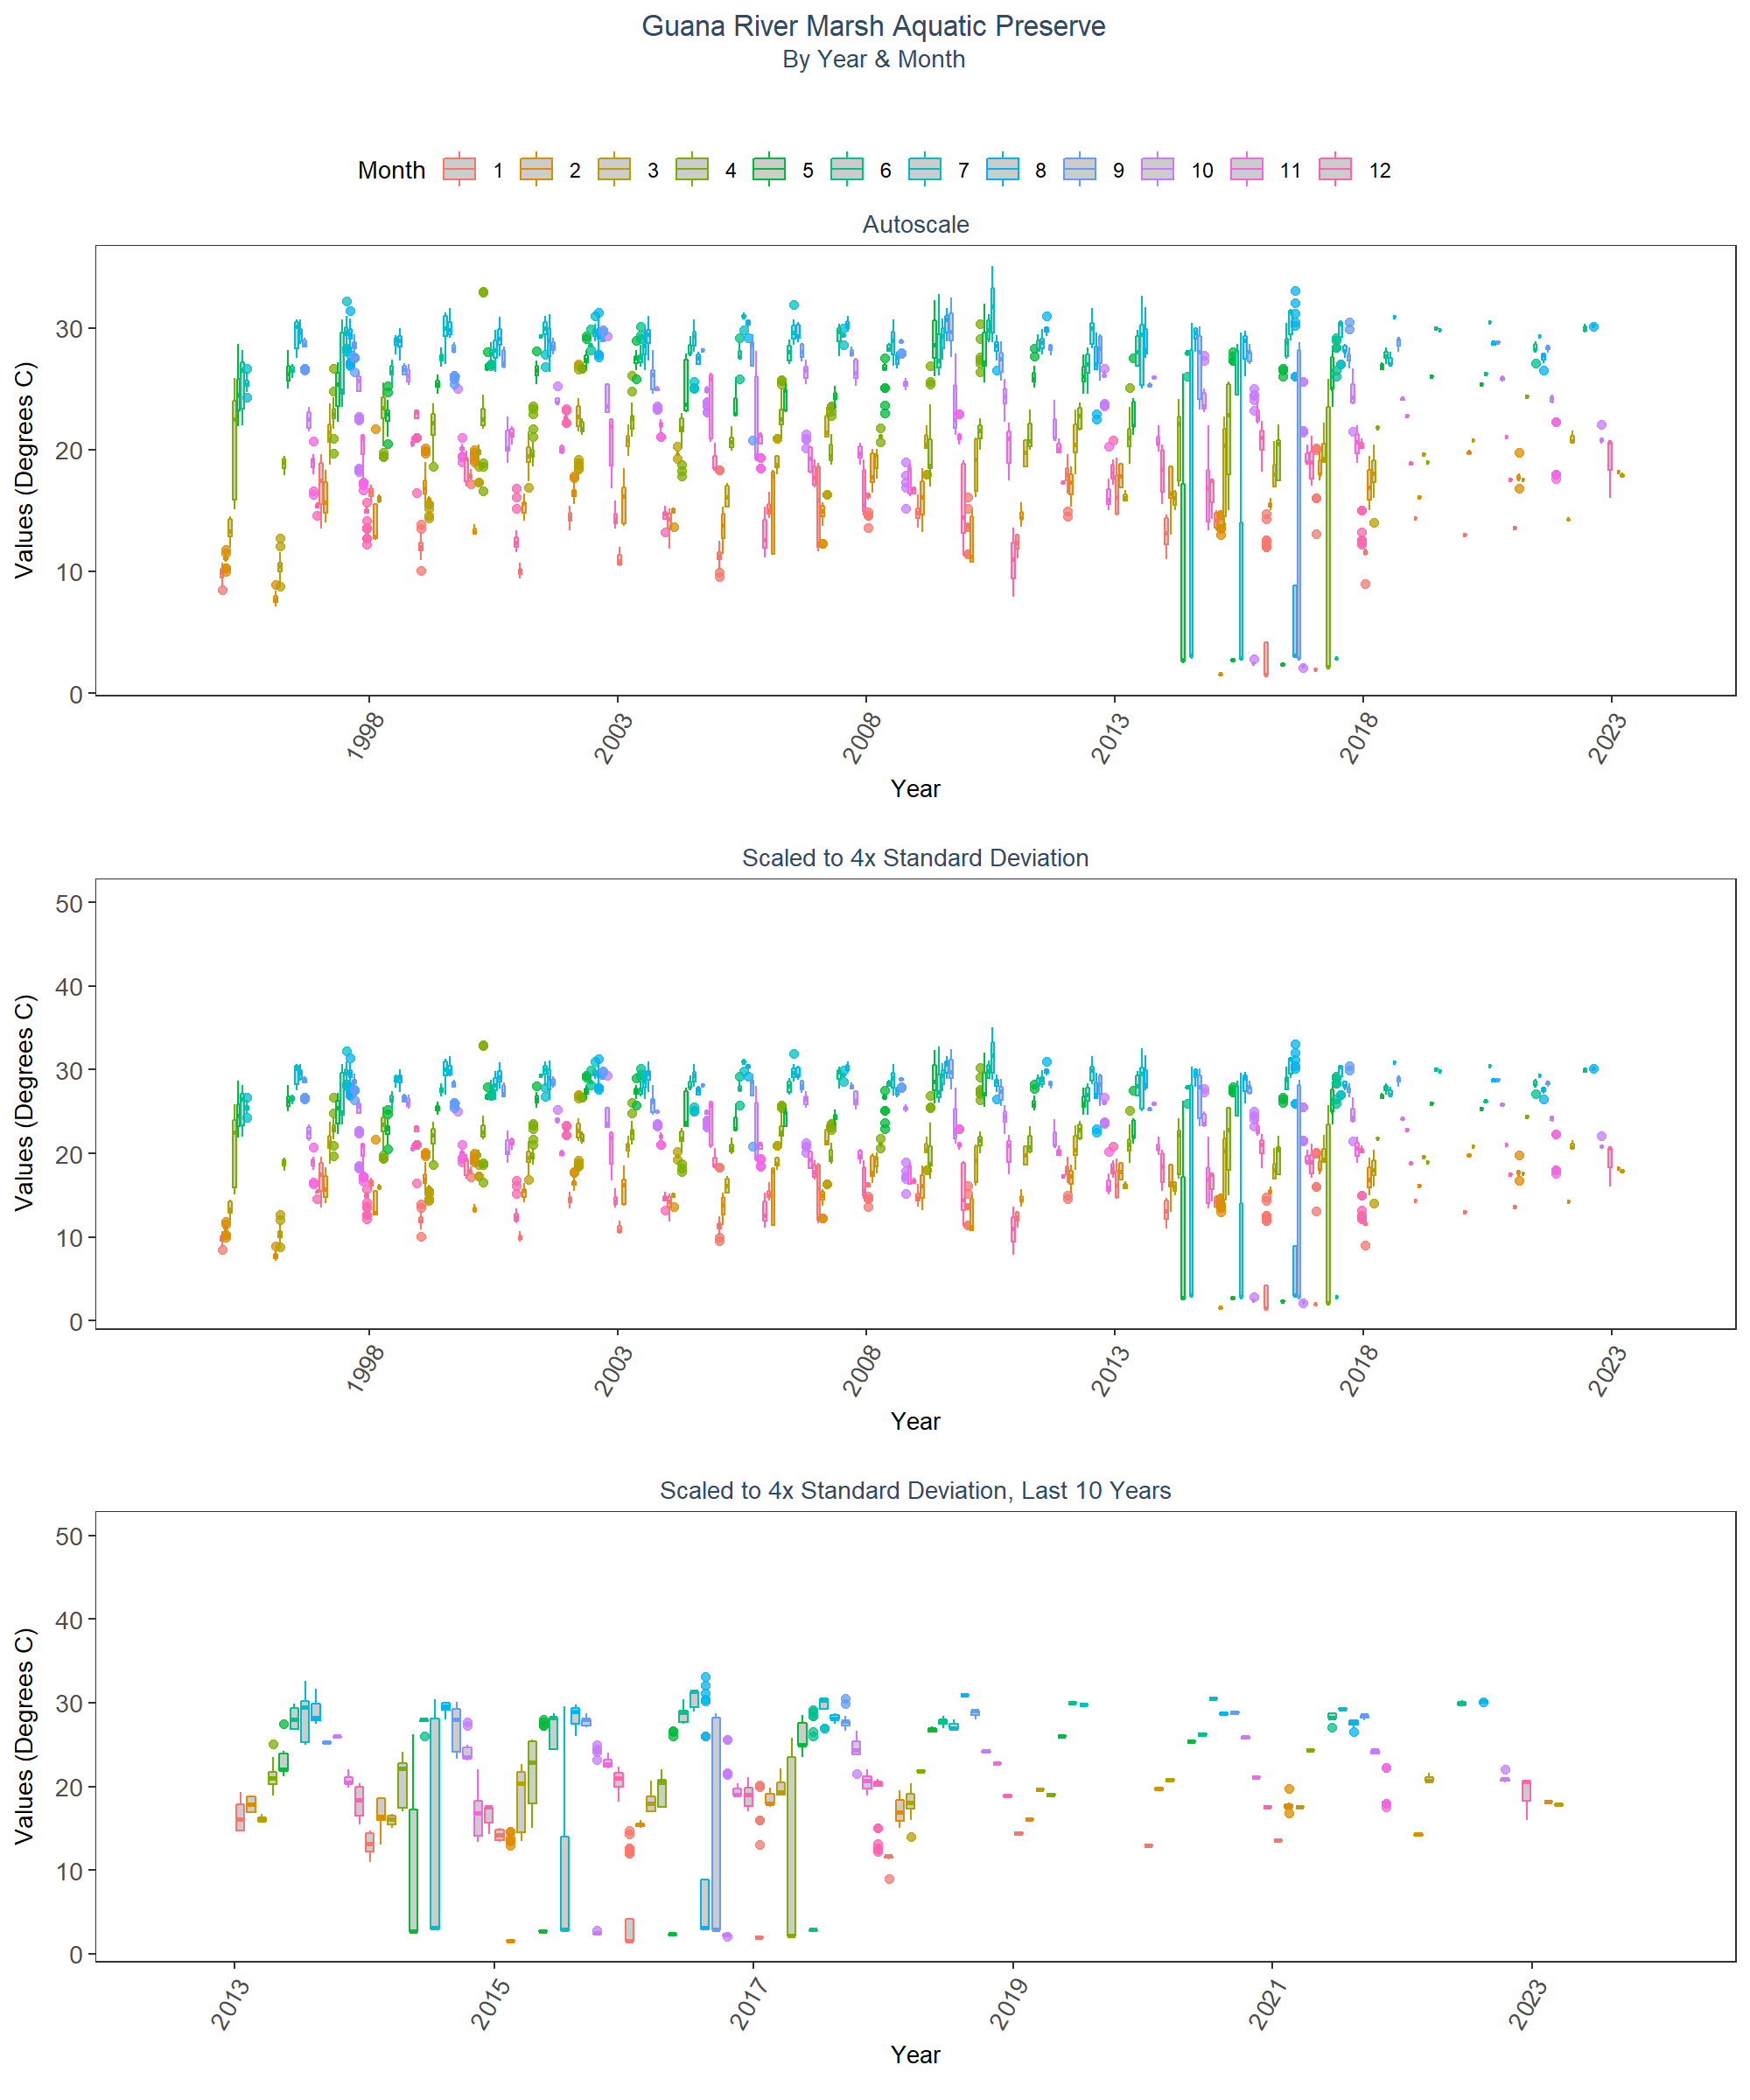 Guana River Marsh Aquatic Preserve
By Year & Month
Month 1 2 3 4 5 6 7 8 9 10 11 12
Autoscale
30
20
10
0
Values (Degrees C)
1998 2003 2008 2013 2018 2023
Year
Scaled to 4x Standard Deviation
50
40
30
20
10
0
Values (Degrees C)
1998 2003 2008 2013 2018 2023
Year
Scaled to 4x Standard Deviation, Last 10 Years
50
40
30
20
10
0
Values (Degrees C)
2013 2015 2017 2019 2021 2023
Year